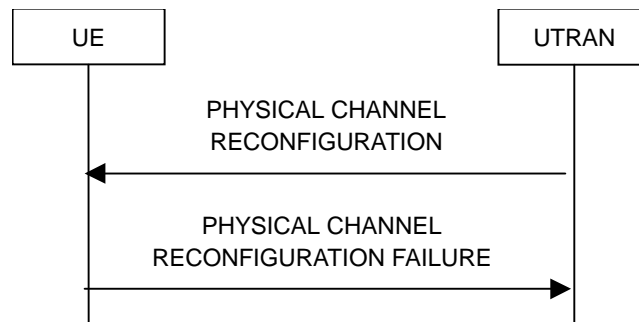 UE
UTRAN
PHYSICAL CHANNEL
RECONFIGURATION
PHYSICAL CHANNEL
RECONFIGURATION FAILURE